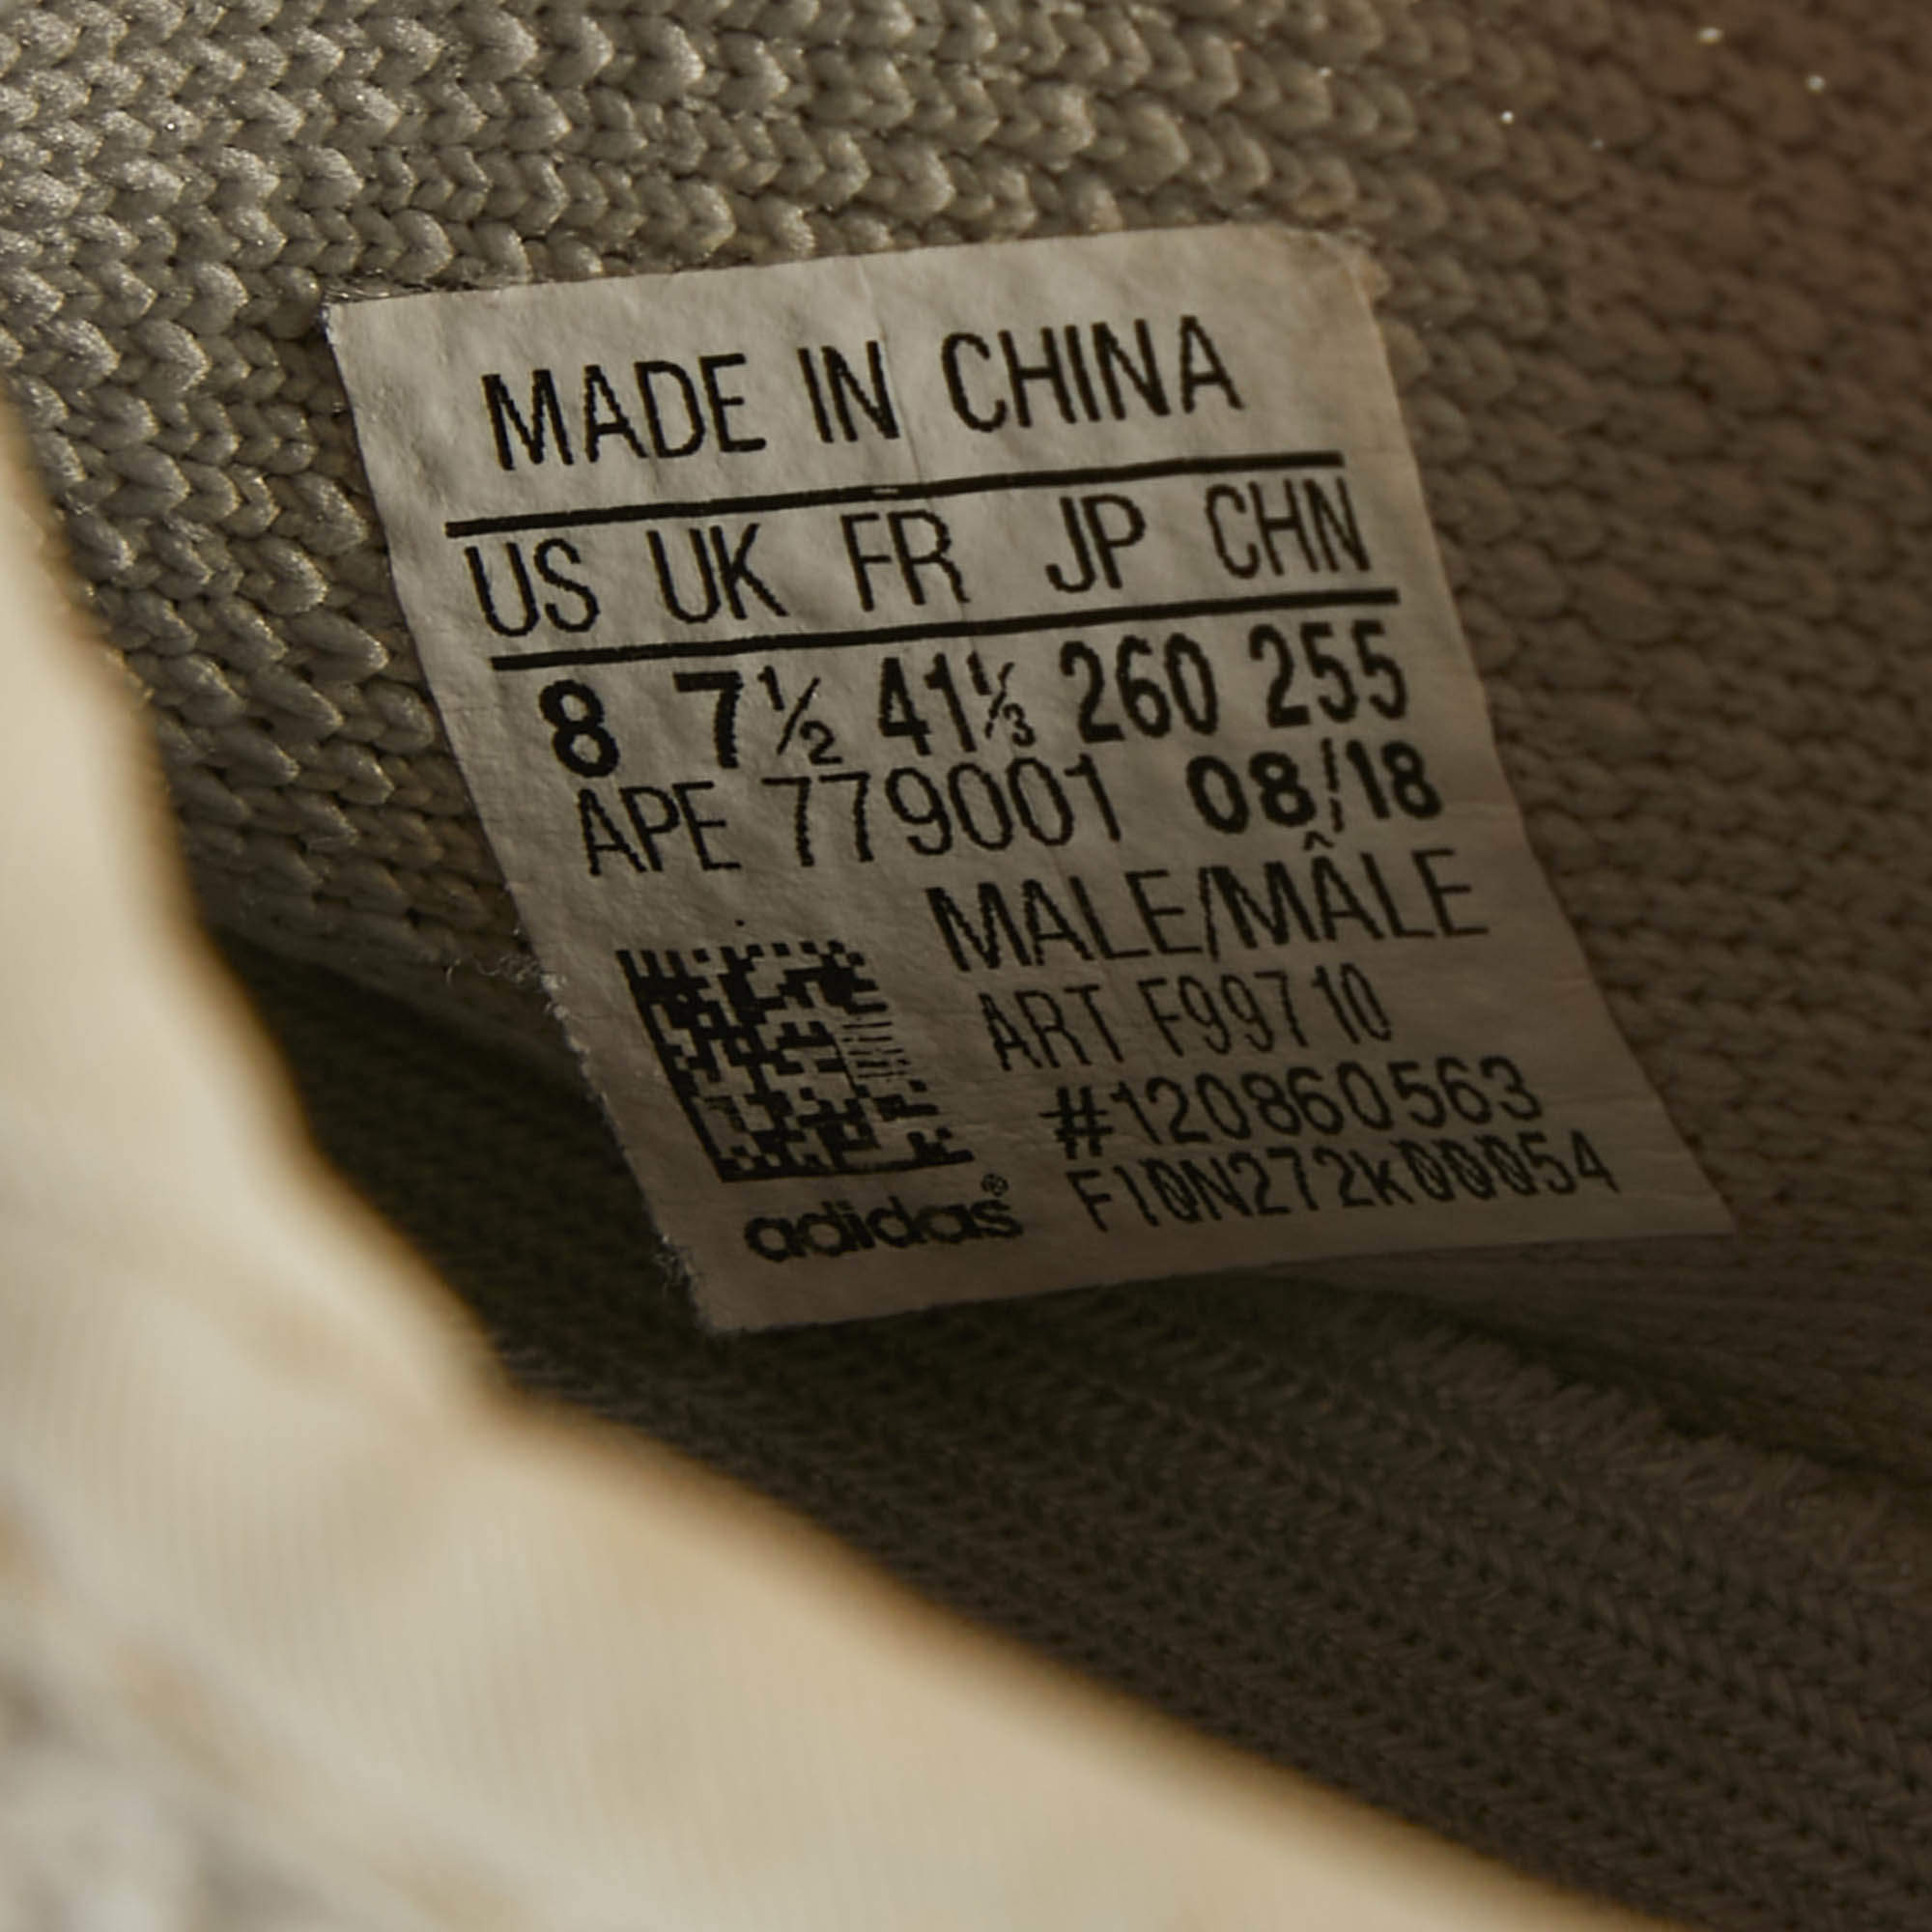 MADE IN CHINA
US UK FR JP CHN
8 7½ 41⅓ 260 255
APE 779001 08/18
MALE/MÂLE
ART F99710
#120860563
F10N272K00054
adidas®